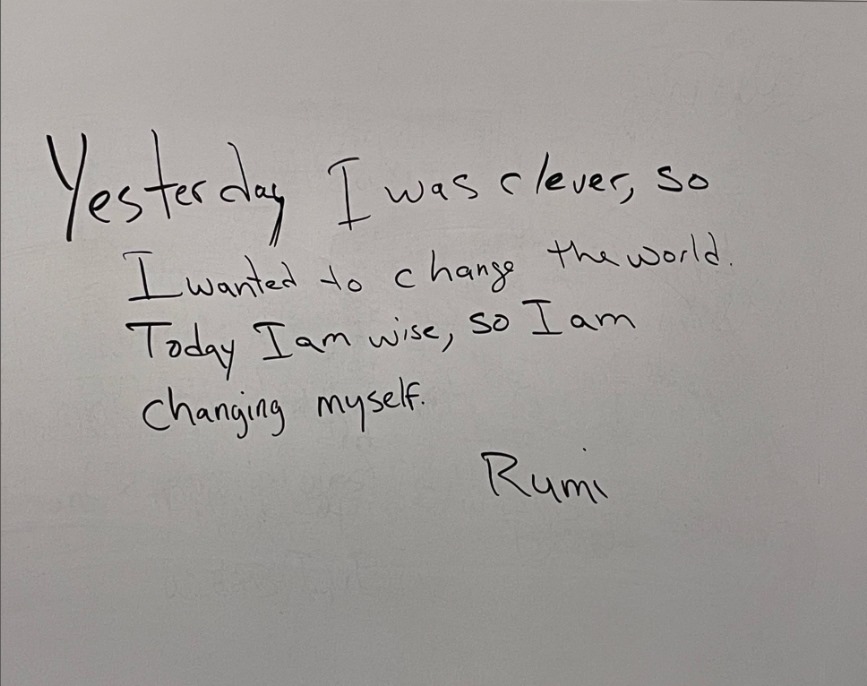 Yesterday I was clever, so
I wanted to change the world.
Today I am wise, so I am
changing myself.
Rumi